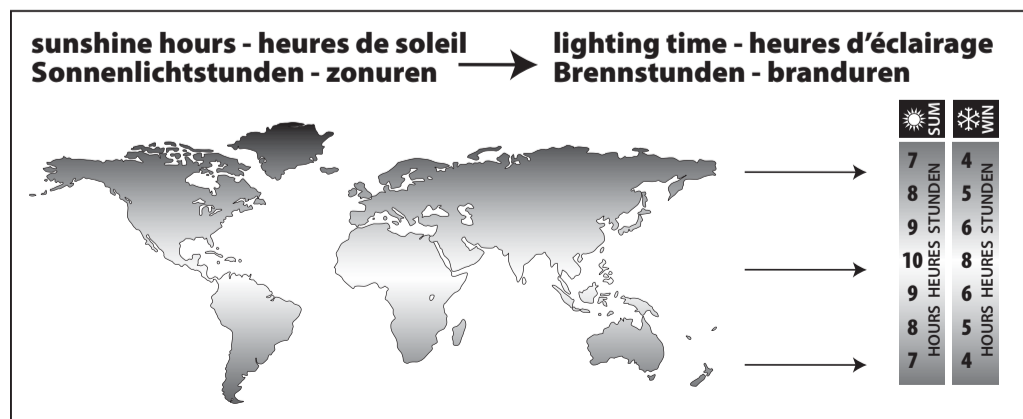 sunshine hours - heures de soleil
Sonnenlichtstunden - zonuren
lighting time - heures d’éclairage
Brennstunden - branduren
SUM
WIN
7 4
8 5
9 6
10 8
9 6
8 5
7 4
HOURS HEURES STUNDEN
HOURS HEURES STUNDEN